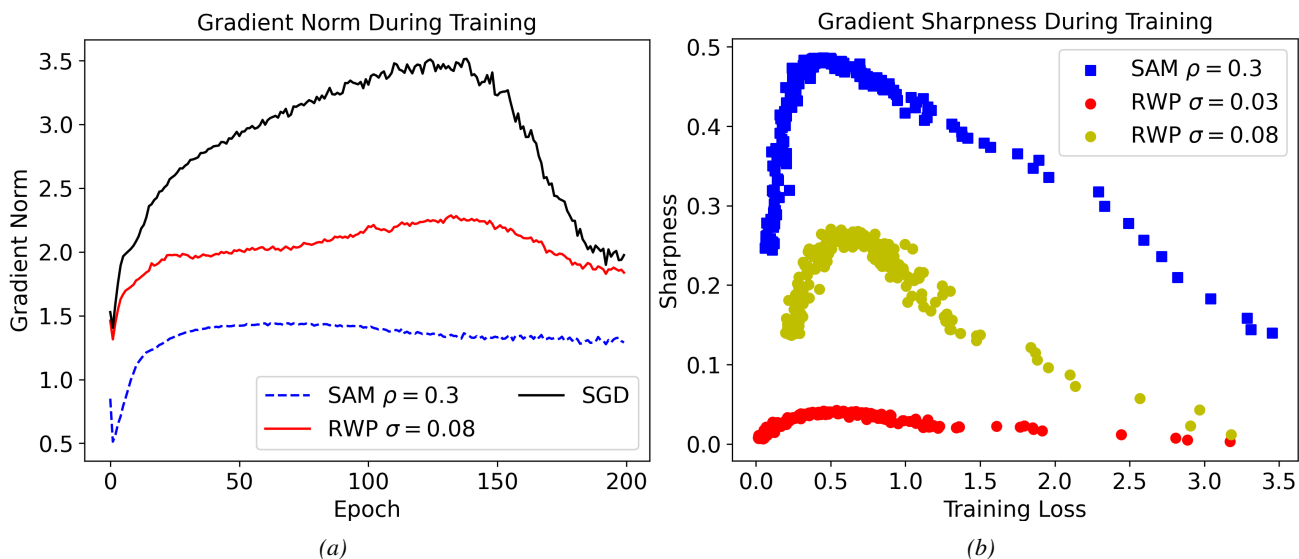 Gradient Norm During Training
Gradient Norm
3.5
3.0
2.5
2.0
1.5
1.0
0.5
SAM ρ = 0.3
RWP σ = 0.08
SGD
0 50 100 150 200
Epoch
(a)
Gradient Sharpness During Training
Sharpness
0.5
0.4
0.3
0.2
0.1
0.0
SAM ρ = 0.3
RWP σ = 0.03
RWP σ = 0.08
0.0 0.5 1.0 1.5 2.0 2.5 3.0 3.5
Training Loss
(b)